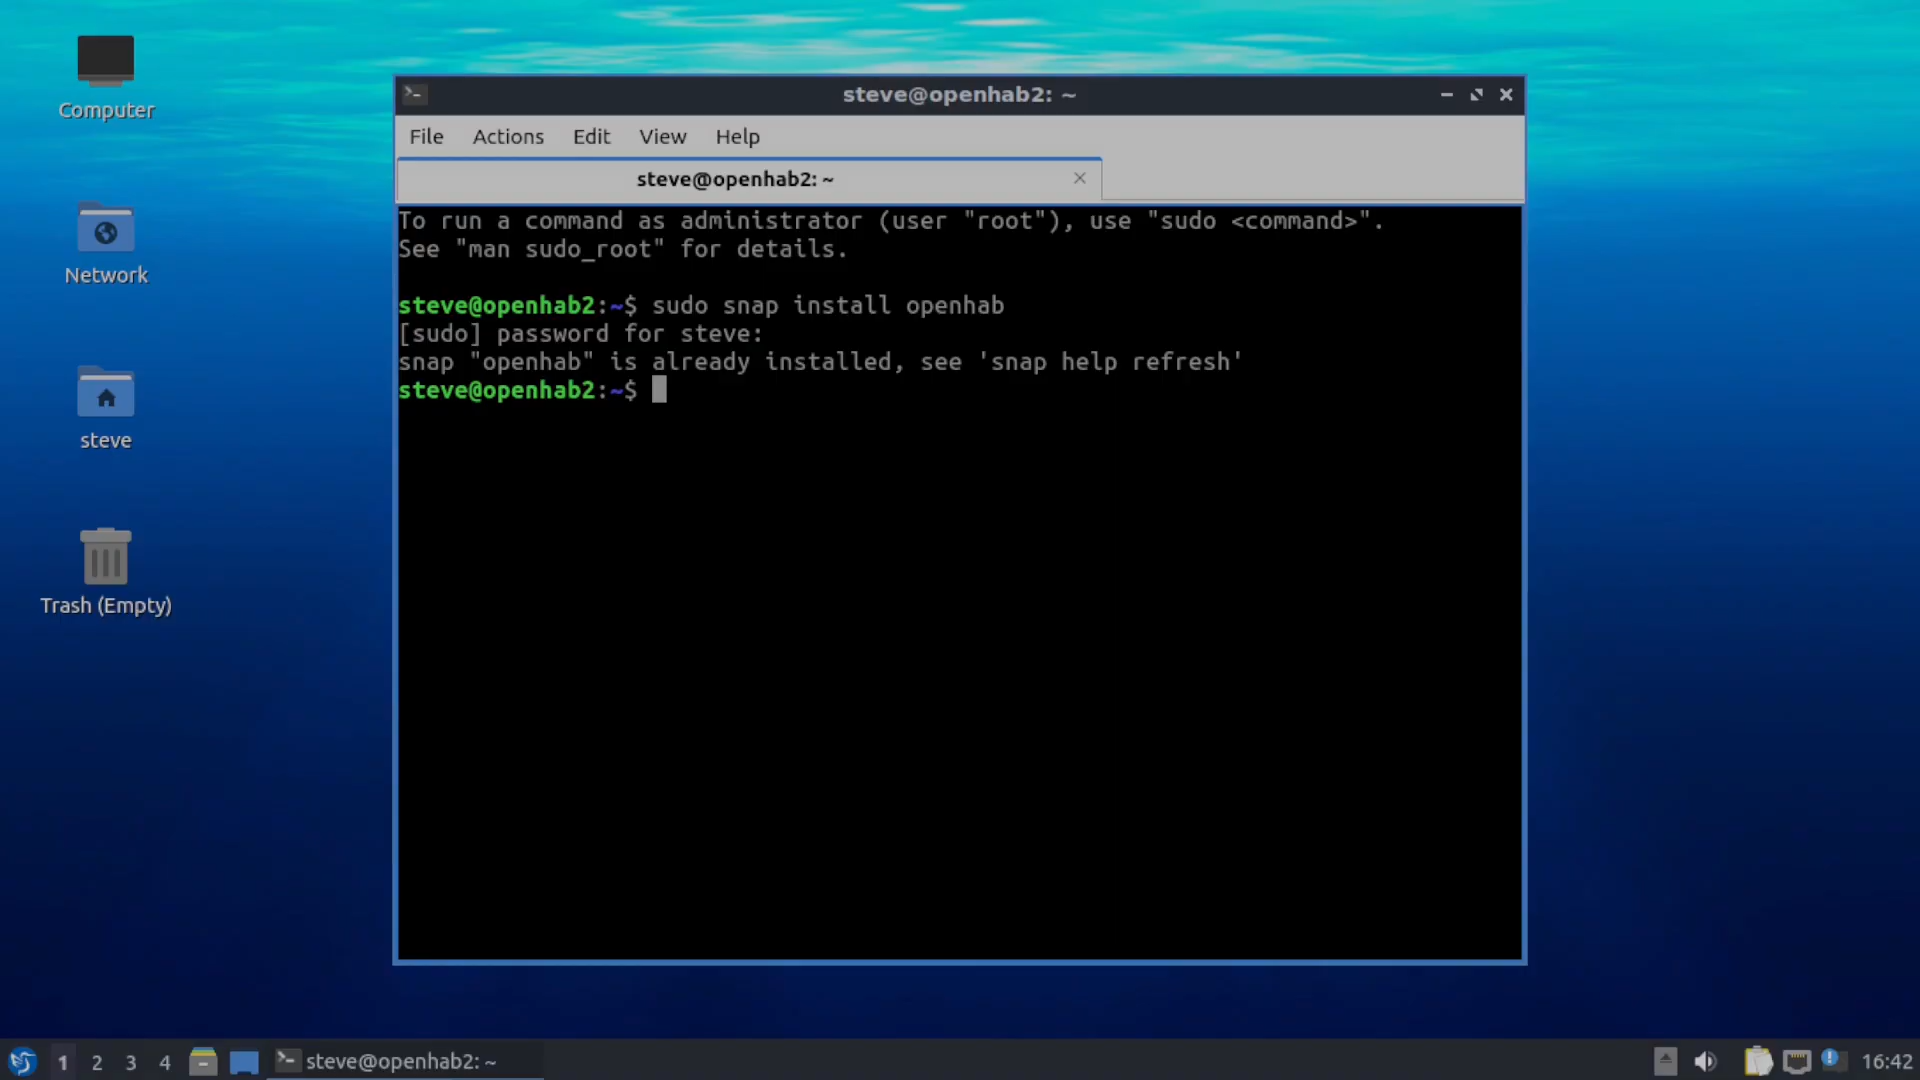 Computer
Network
steve
Trash (Empty)
steve@openhab2: ~
File Actions Edit View Help
steve@openhab2: ~
To run a command as administrator (user "root"), use "sudo <command>".
See "man sudo_root" for details.
steve@openhab2:~$ sudo snap install openhab
[sudo] password for steve:
snap "openhab" is already installed, see 'snap help refresh'
steve@openhab2:~$
1 2 3 4 steve@openhab2: ~ 16:42